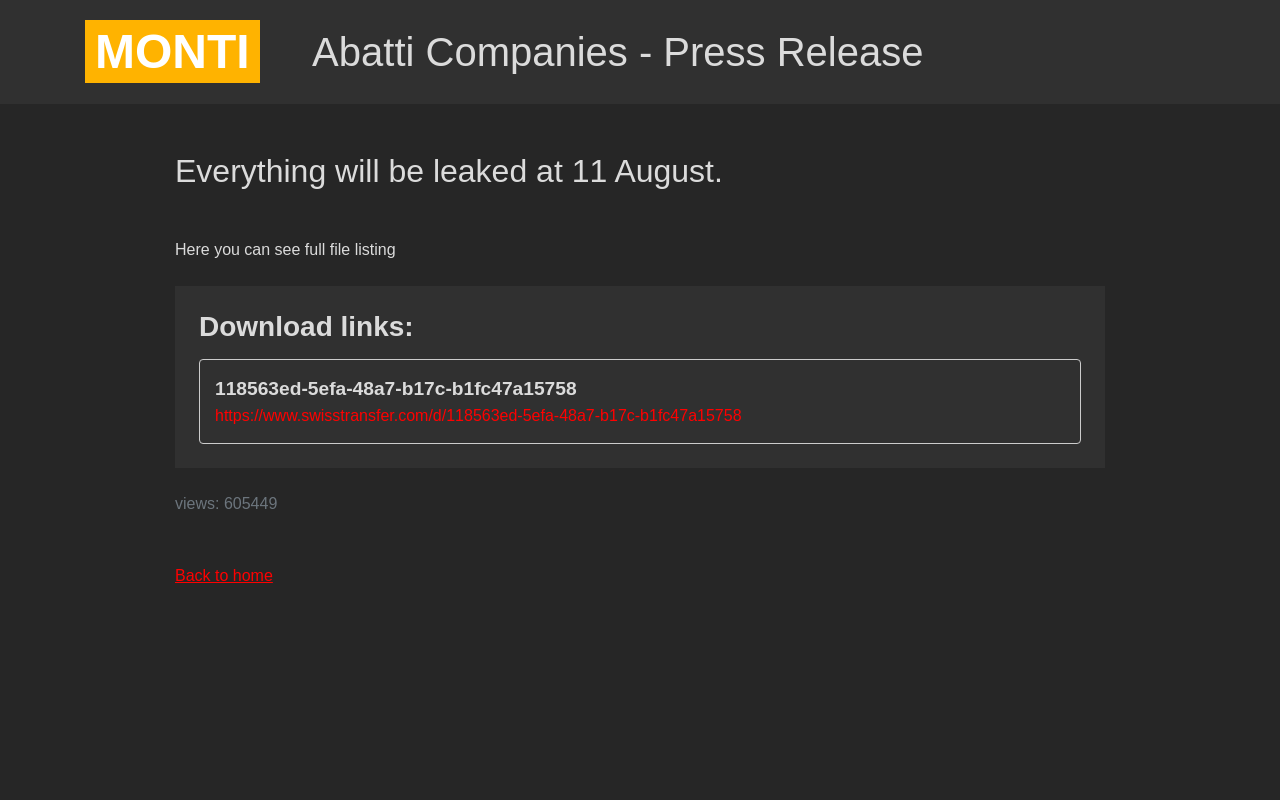 MONTI
Abatti Companies - Press Release
Everything will be leaked at 11 August.
Here you can see full file listing
Download links:
118563ed-5efa-48a7-b17c-b1fc47a15758
https://www.swisstransfer.com/d/118563ed-5efa-48a7-b17c-b1fc47a15758
views: 605449
Back to home